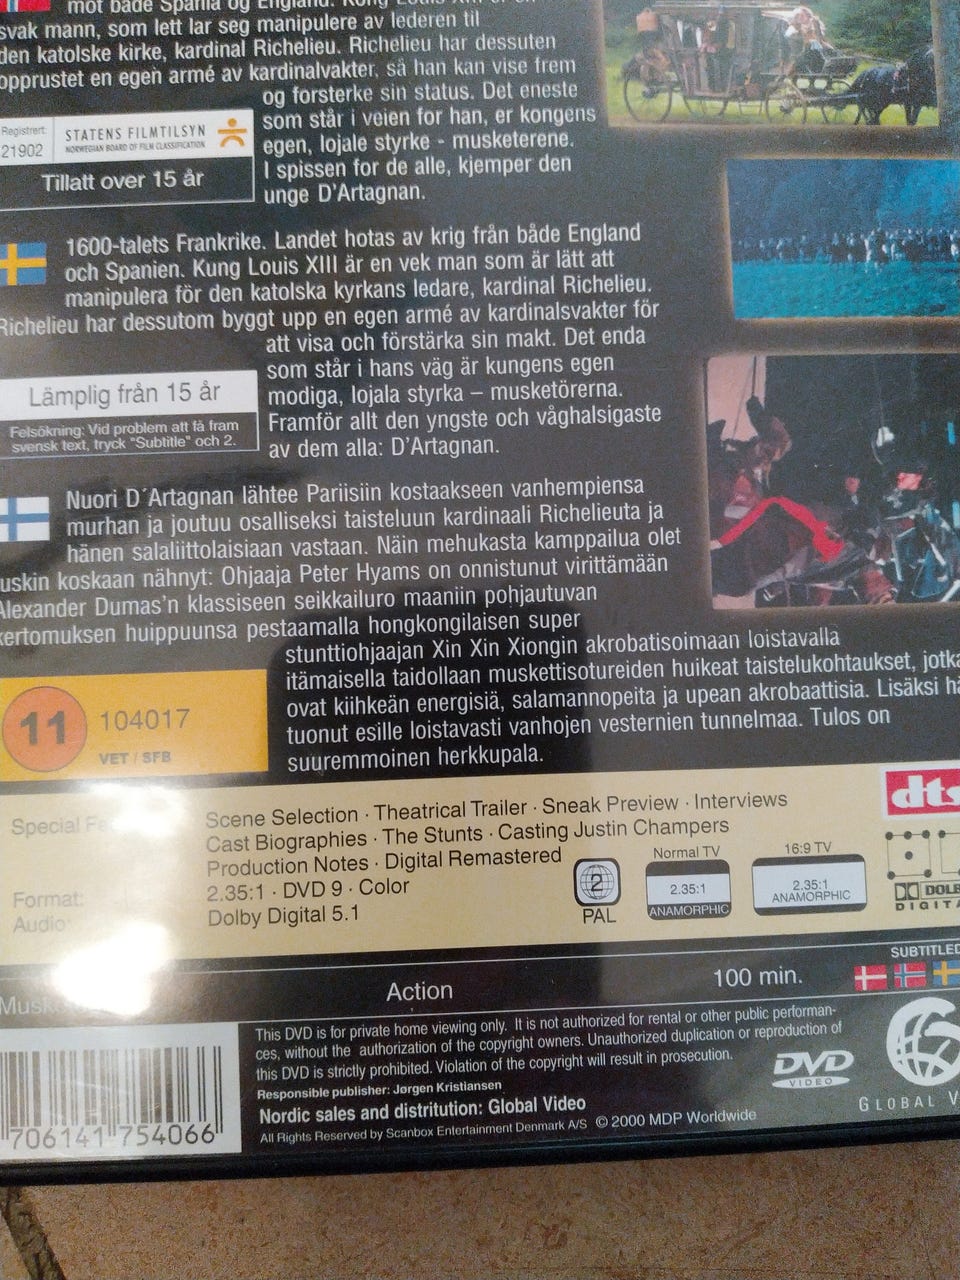 mot både Spania og England. Kong Louis XIII er en
svak mann, som lett lar seg manipulere av lederen til
den katolske kirke, kardinal Richelieu. Richelieu har dessuten
opprustet en egen armé av kardinalvakter, så han kan vise frem
og forsterke sin status. Det eneste
som står i veien for han, er kongens
egen, lojale styrke - musketerene.
I spissen for de alle, kjemper den
unge D'Artagnan.
Registrert:
21902
STATENS FILMTILSYN
NORWEGIAN BOARD OF FILM CLASSIFICATION
Tillatt over 15 år
1600-talets Frankrike. Landet hotas av krig från både England
och Spanien. Kung Louis XIII är en vek man som är lätt att
manipulera för den katolska kyrkans ledare, kardinal Richelieu.
Richelieu har dessutom byggt upp en egen armé av kardinalsvakter för
att visa och förstärka sin makt. Det enda
som står i hans väg är kungens egen
modiga, lojala styrka – musketörerna.
Framför allt den yngste och våghalsigaste
av dem alla: D'Artagnan.
Lämplig från 15 år
Felsökning: Vid problem att få fram
svensk text, tryck "Subtitle" och 2.
Nuori D´Artagnan lähtee Pariisiin kostaakseen vanhempiensa
murhan ja joutuu osalliseksi taisteluun kardinaali Richelieuta ja
hänen salaliittolaisiaan vastaan. Näin mehukasta kamppailua olet
tuskin koskaan nähnyt: Ohjaaja Peter Hyams on onnistunut virittämään
Alexander Dumas'n klassiseen seikkailuro maaniin pohjautuvan
kertomuksen huippuunsa pestaamalla hongkongilaisen super
stunttiohjaajan Xin Xin Xiongin akrobatisoimaan loistavalla
itämaisella taidollaan muskettisotureiden huikeat taistelukohtaukset, jotka
ovat kiihkeän energisiä, salamannopeita ja upean akrobaattisia. Lisäksi
tuonut esille loistavasti vanhojen vesternien tunnelmaa. Tulos on
suuremmoinen herkkupala.
11
104017
VET / SFB
Special
Scene Selection · Theatrical Trailer · Sneak Preview · Interviews
Cast Biographies · The Stunts · Casting Justin Champers
Production Notes · Digital Remastered
Format:
2.35:1 · DVD 9 · Color
Audio:
Dolby Digital 5.1
2
PAL
Normal TV
2.35:1
ANAMORPHIC
16:9 TV
2.35:1
ANAMORPHIC
dts
DOLB
DIGITA
Action
100 min.
SUBTITLED
This DVD is for private home viewing only. It is not authorized for rental or other public performan-
ces, without the authorization of the copyright owners. Unauthorized duplication or reproduction of
this DVD is strictly prohibited. Violation of the copyright will result in prosecution.
Responsible publisher: Jørgen Kristiansen
Nordic sales and distritution: Global Video
All Rights Reserved by Scanbox Entertainment Denmark A/S © 2000 MDP Worldwide
DVD
VIDEO
GLOBAL V
706141 754066